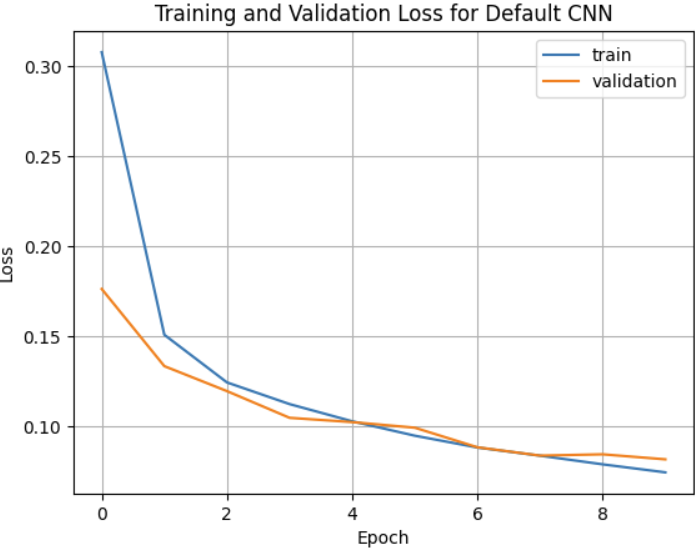 Training and Validation Loss for Default CNN
train
validation
0.30
0.25
0.20
0.15
0.10
Loss
0 2 4 6 8
Epoch